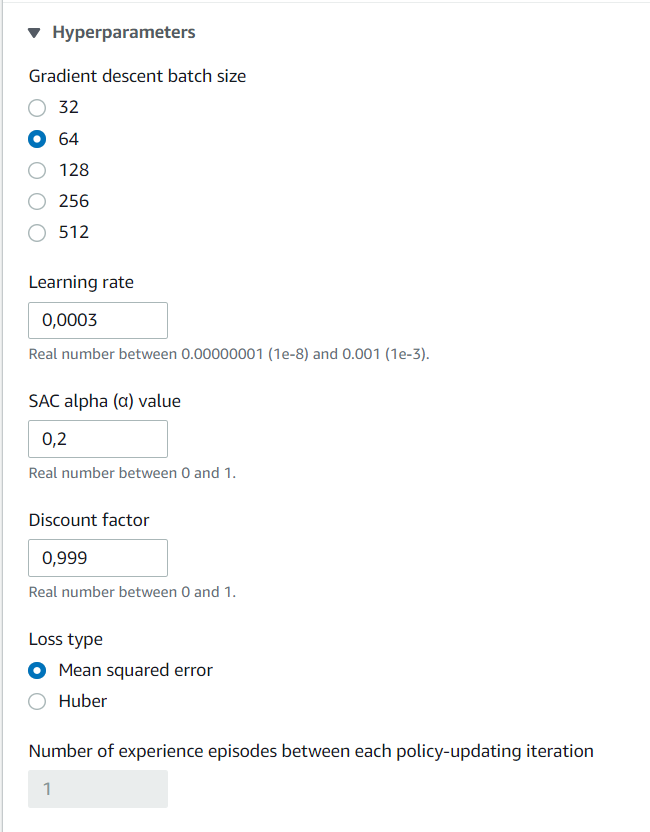 Hyperparameters
Gradient descent batch size
32
64
128
256
512
Learning rate
0,0003
Real number between 0.00000001 (1e-8) and 0.001 (1e-3).
SAC alpha (α) value
0,2
Real number between 0 and 1.
Discount factor
0,999
Real number between 0 and 1.
Loss type
Mean squared error
Huber
Number of experience episodes between each policy-updating iteration
1